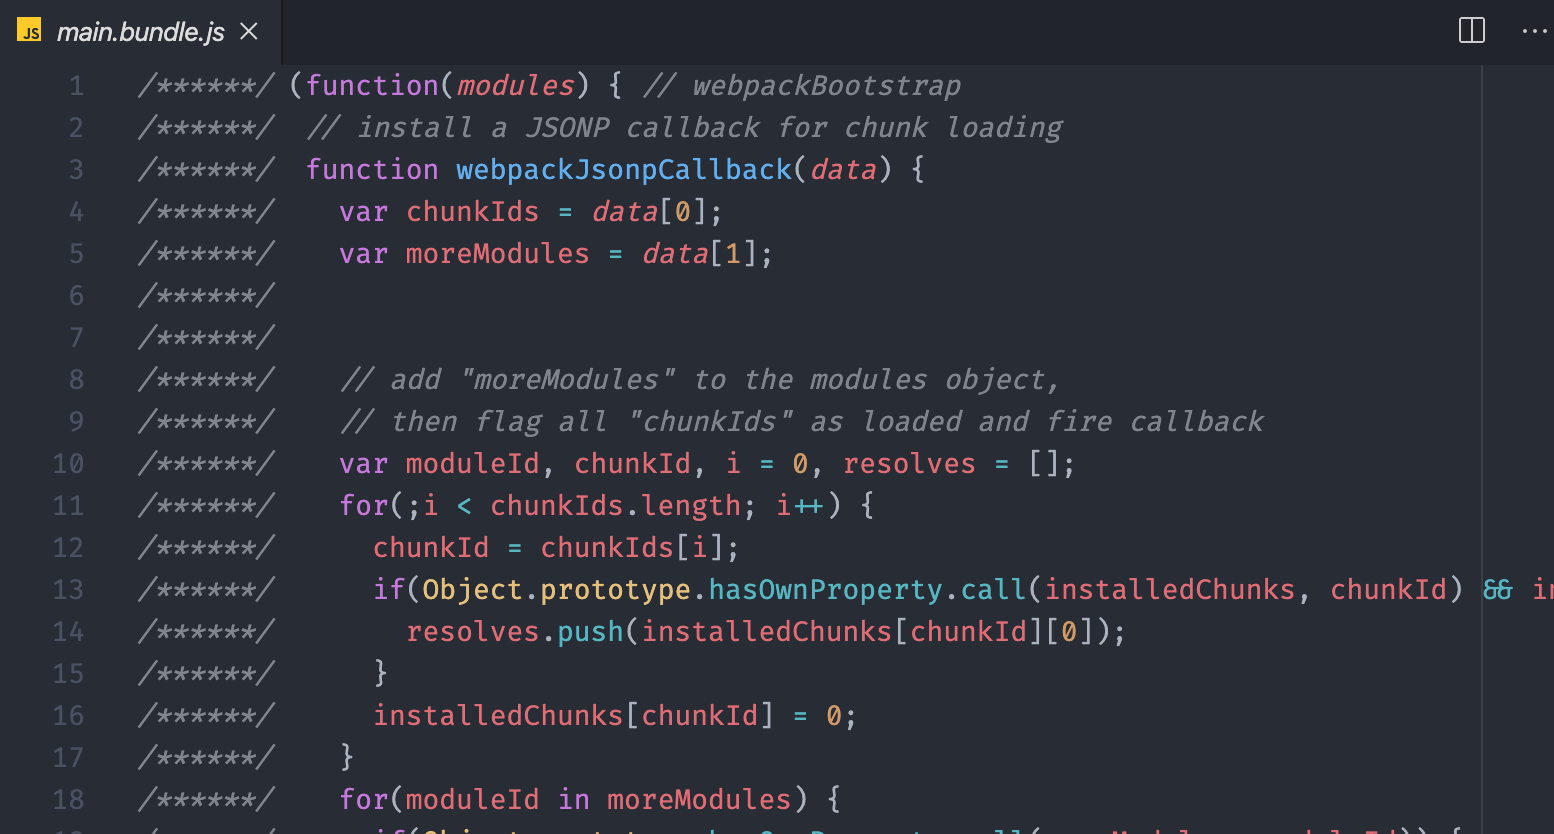 JS main.bundle.js
1 /******/ (function(modules) { // webpackBootstrap
2 /******/ // install a JSONP callback for chunk loading
3 /******/ function webpackJsonpCallback(data) {
4 /******/ var chunkIds = data[0];
5 /******/ var moreModules = data[1];
6 /******/
7 /******/
8 /******/ // add "moreModules" to the modules object,
9 /******/ // then flag all "chunkIds" as loaded and fire callback
10 /******/ var moduleId, chunkId, i = 0, resolves = [];
11 /******/ for(;i < chunkIds.length; i++) {
12 /******/ chunkId = chunkIds[i];
13 /******/ if(Object.prototype.hasOwnProperty.call(installedChunks, chunkId) &&
14 /******/ resolves.push(installedChunks[chunkId][0]);
15 /******/ }
16 /******/ installedChunks[chunkId] = 0;
17 /******/ }
18 /******/ for(moduleId in moreModules) {